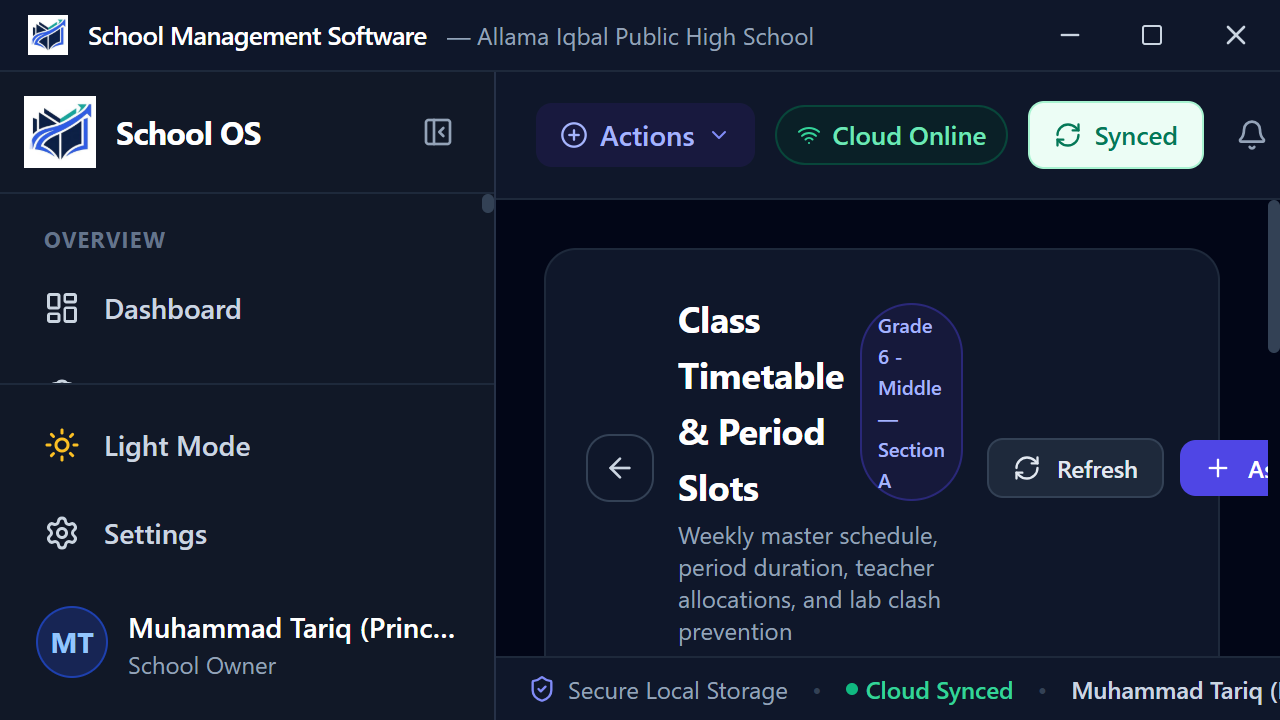 School Management Software — Allama Iqbal Public High School
School OS
Actions
Cloud Online
Synced
OVERVIEW
Dashboard
Light Mode
Settings
MT
Muhammad Tariq (Princ...
School Owner
Class
Timetable
& Period
Slots
Grade
6 -
Middle
—
Section
A
Weekly master schedule,
period duration, teacher
allocations, and lab clash
prevention
Refresh
Secure Local Storage • Cloud Synced • Muhammad Tariq